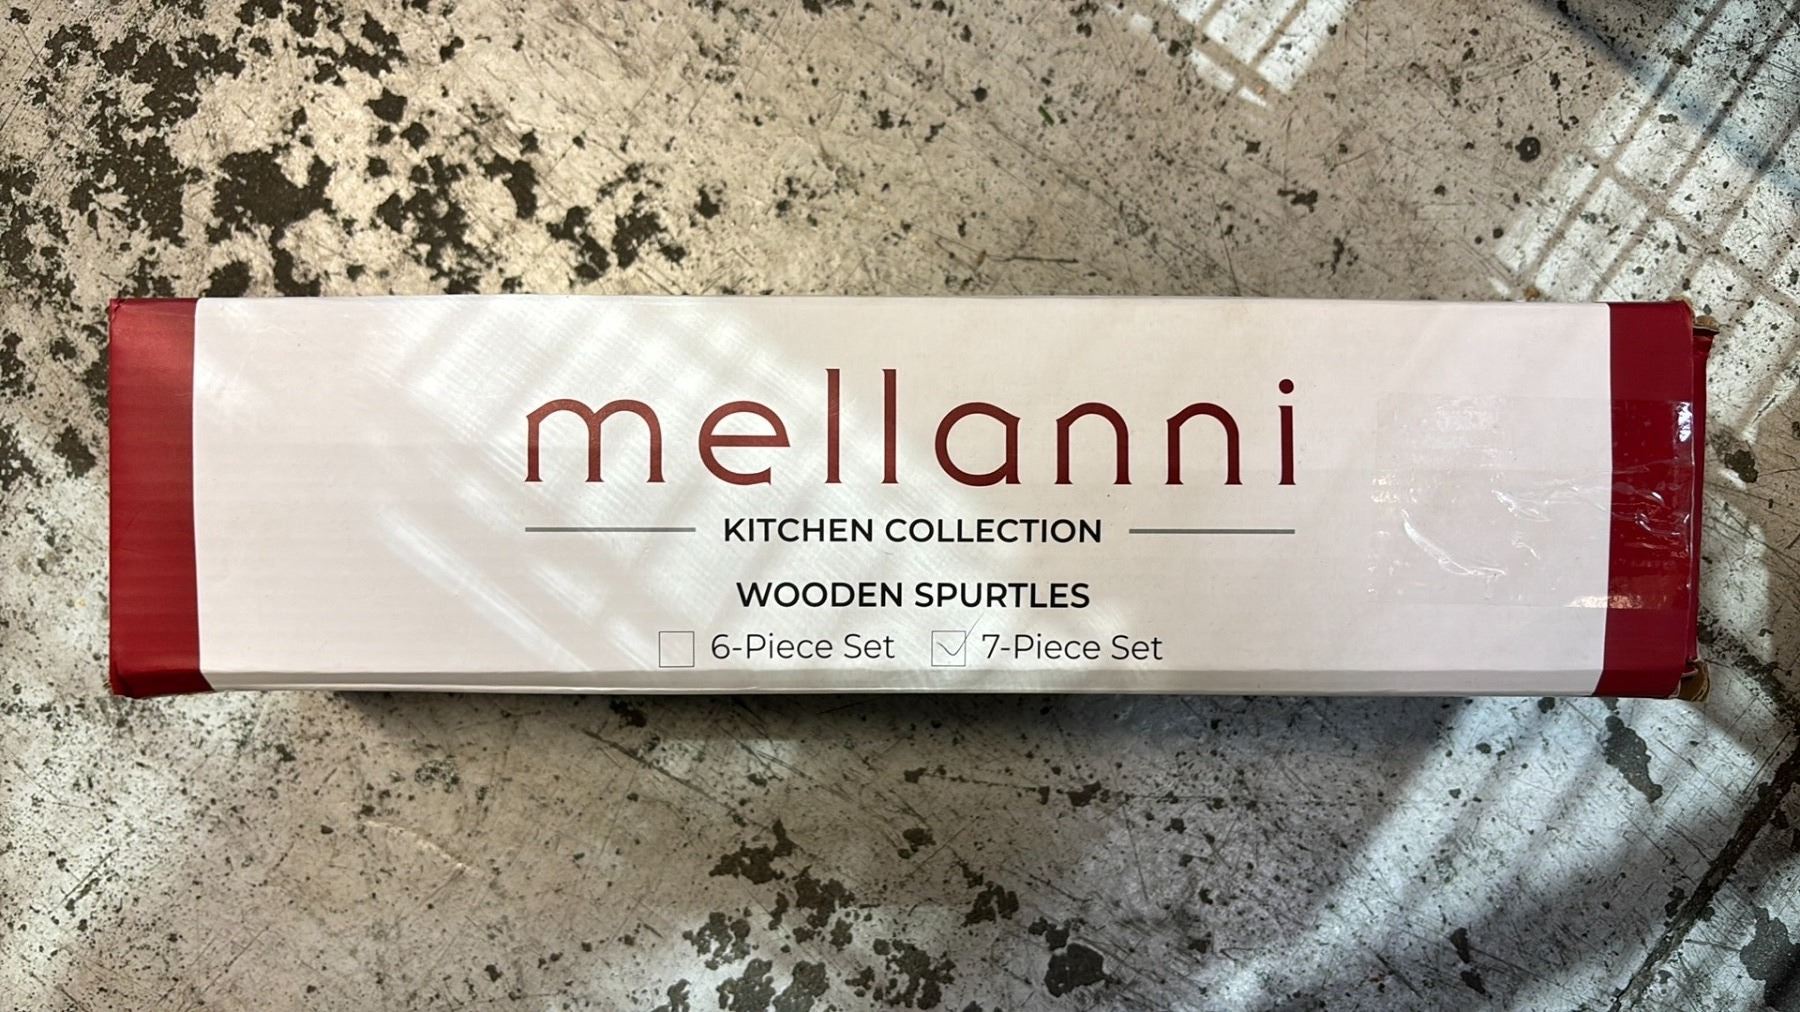 mellanni
KITCHEN COLLECTION
WOODEN SPURTLES
6-Piece Set 7-Piece Set